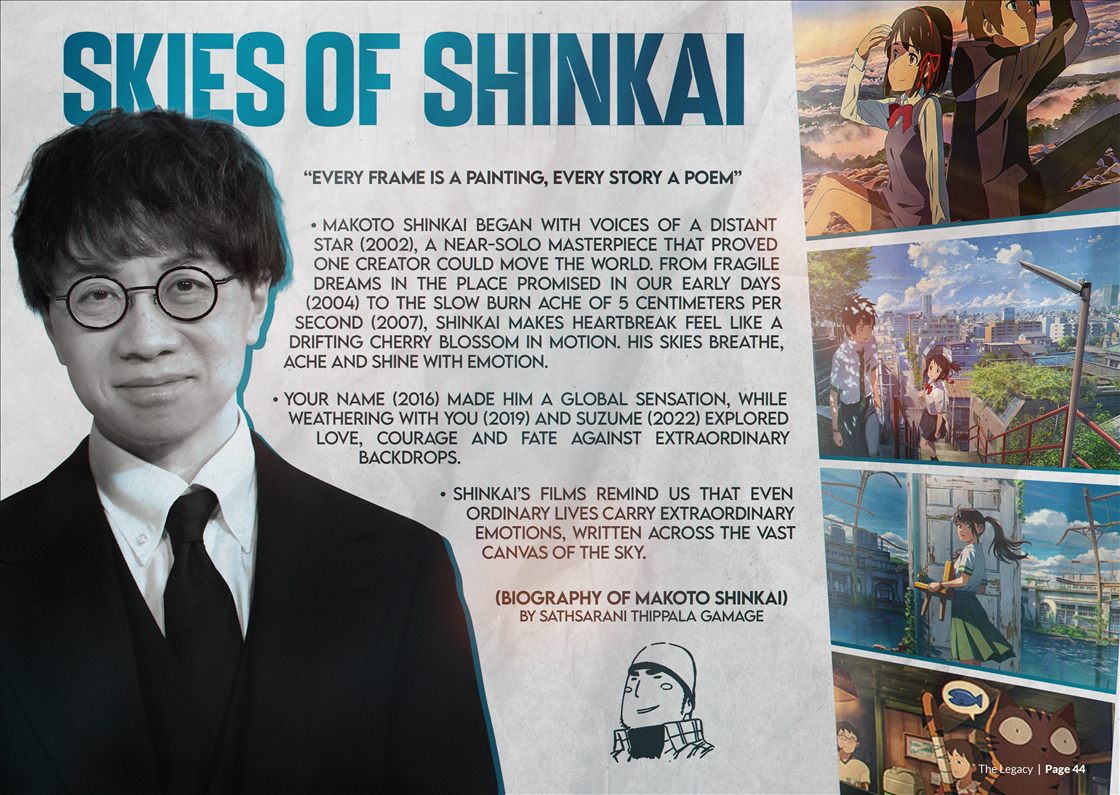 SKIES OF SHINKAI
“EVERY FRAME IS A PAINTING, EVERY STORY A POEM”
• MAKOTO SHINKAI BEGAN WITH VOICES OF A DISTANT
STAR (2002), A NEAR-SOLO MASTERPIECE THAT PROVED
ONE CREATOR COULD MOVE THE WORLD. FROM FRAGILE
DREAMS IN THE PLACE PROMISED IN OUR EARLY DAYS
(2004) TO THE SLOW BURN ACHE OF 5 CENTIMETERS PER
SECOND (2007), SHINKAI MAKES HEARTBREAK FEEL LIKE A
DRIFTING CHERRY BLOSSOM IN MOTION. HIS SKIES BREATHE,
ACHE AND SHINE WITH EMOTION.
• YOUR NAME (2016) MADE HIM A GLOBAL SENSATION, WHILE
WEATHERING WITH YOU (2019) AND SUZUME (2022) EXPLORED
LOVE, COURAGE AND FATE AGAINST EXTRAORDINARY
BACKDROPS.
• SHINKAI’S FILMS REMIND US THAT EVEN
ORDINARY LIVES CARRY EXTRAORDINARY
EMOTIONS, WRITTEN ACROSS THE VAST
CANVAS OF THE SKY.
(BIOGRAPHY OF MAKOTO SHINKAI)
BY SATHSARANI THIPPALA GAMAGE
The Legacy | Page 44